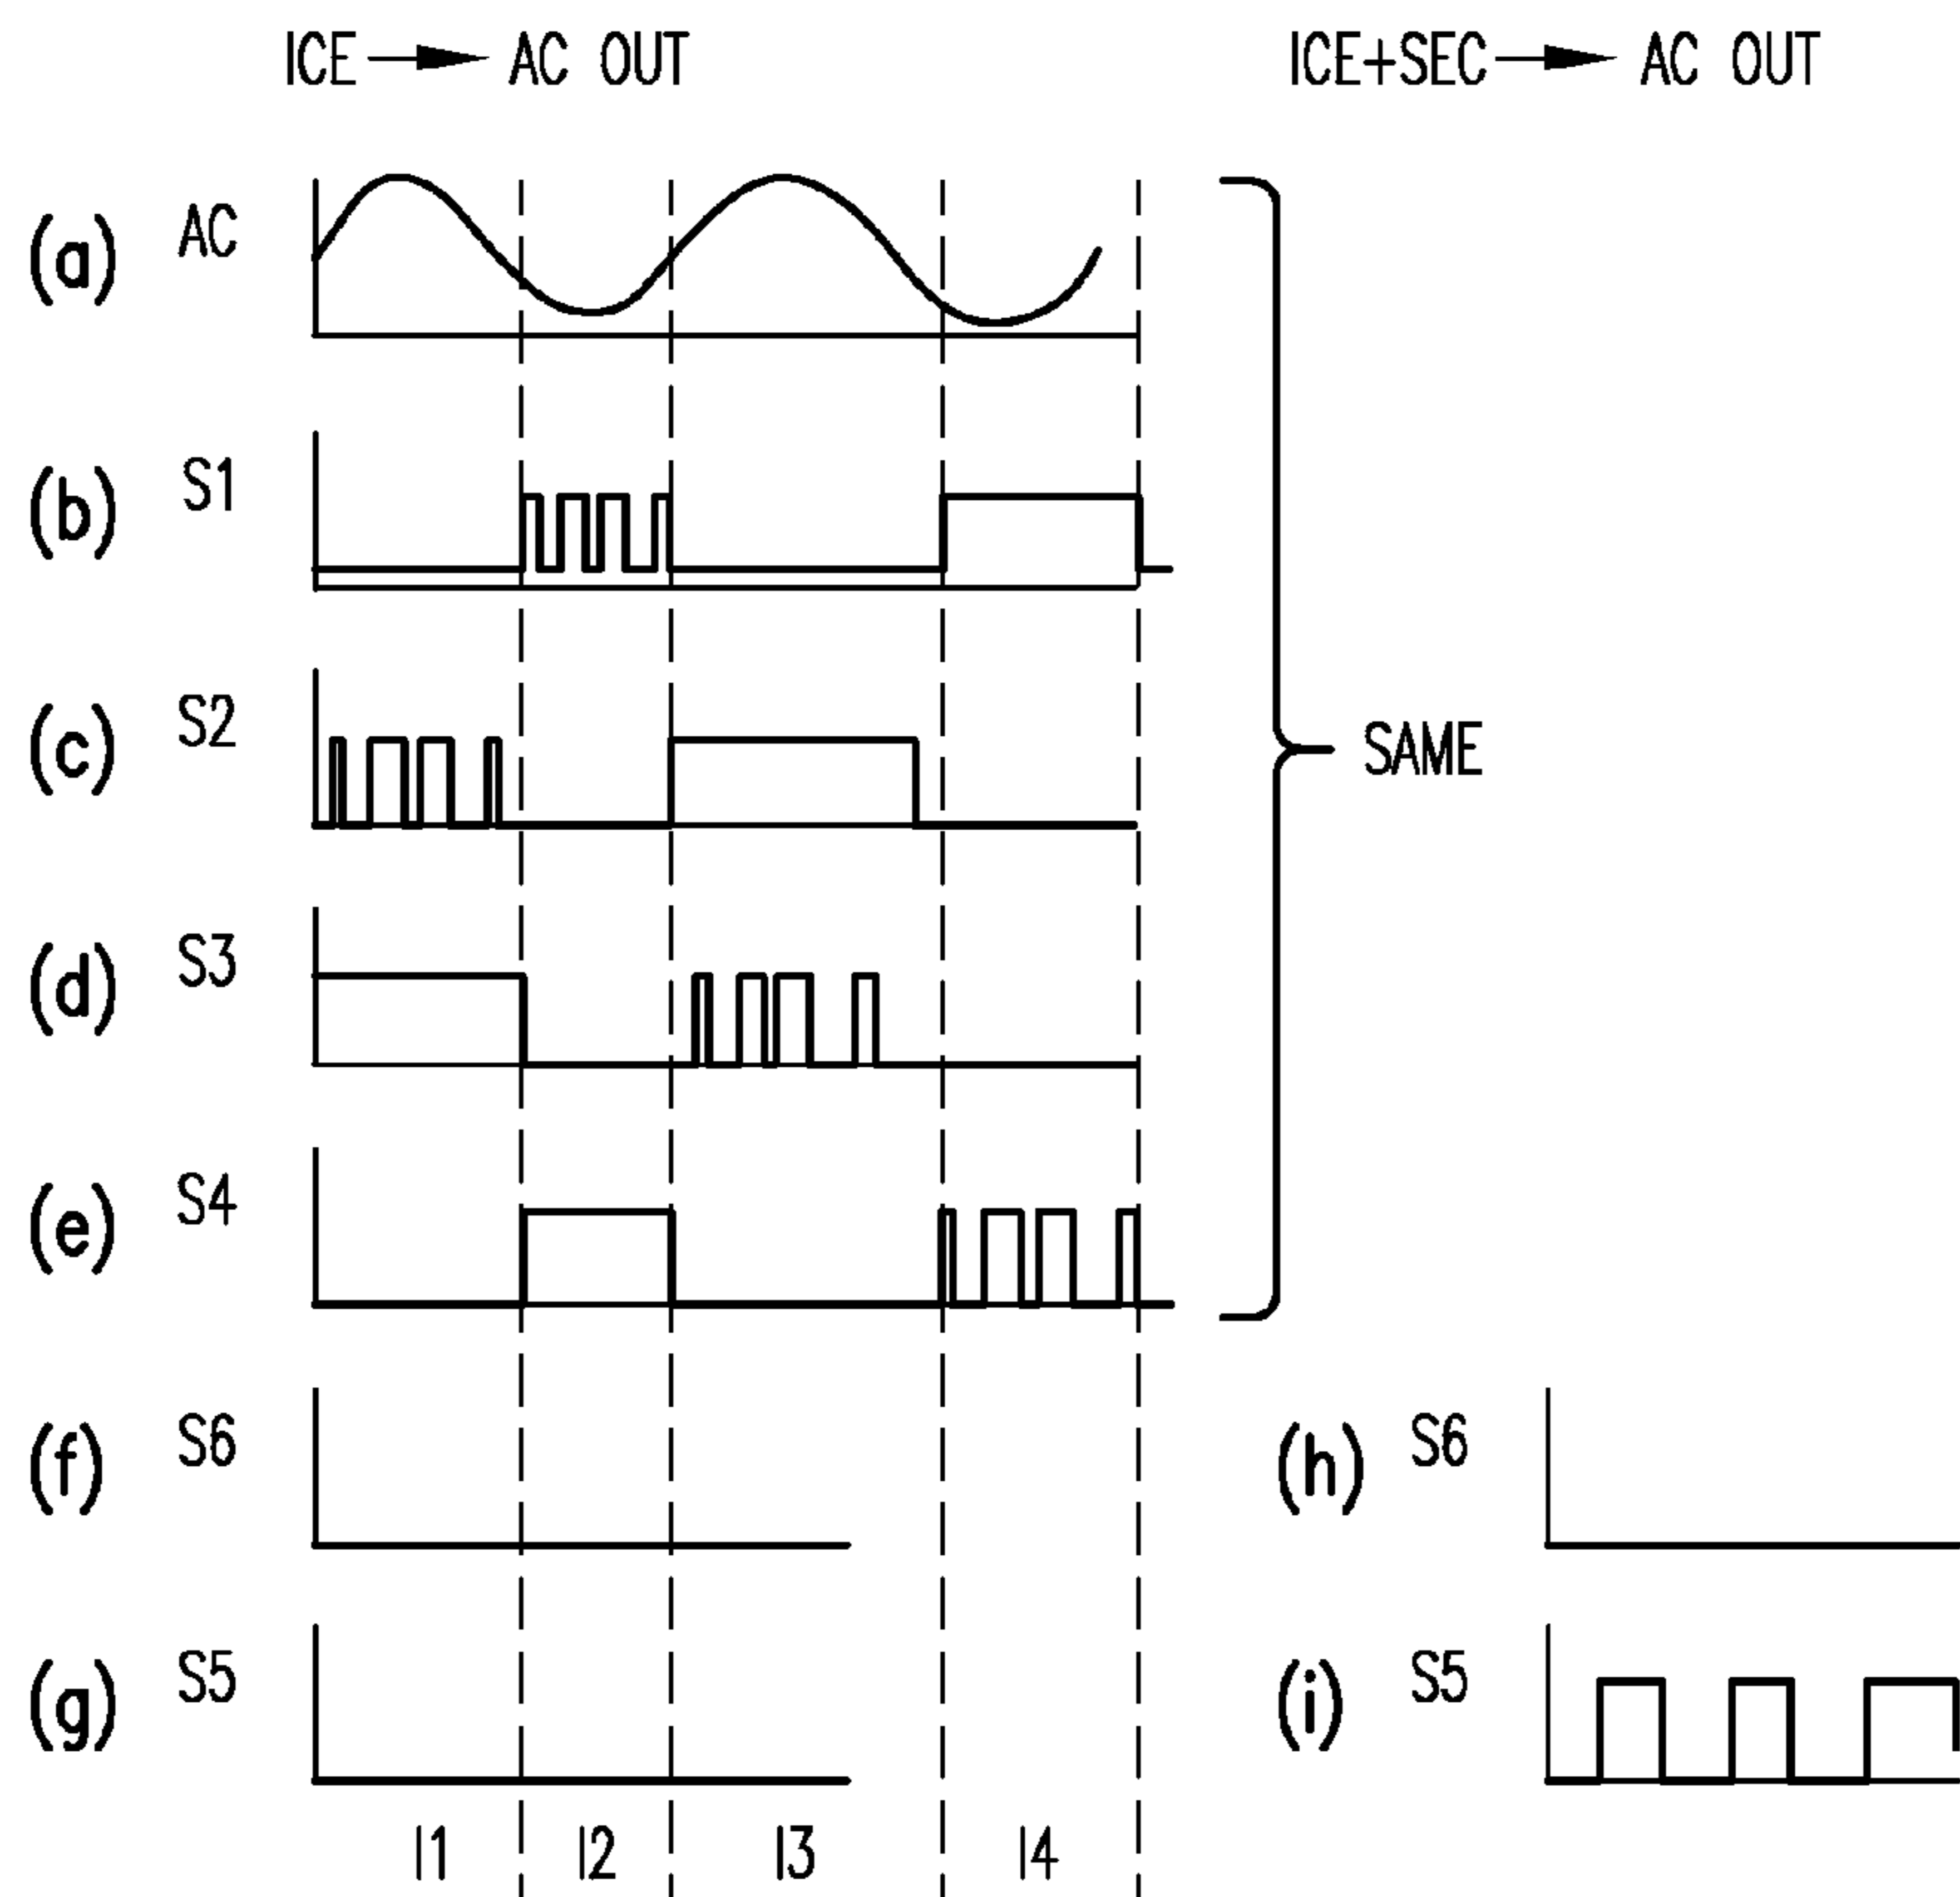 ICE → AC OUT
ICE+SEC → AC OUT
(a) AC
(b) S1
(c) S2
SAME
(d) S3
(e) S4
(f) S6
(h) S6
(g) S5
(i) S5
I1 I2 I3 I4